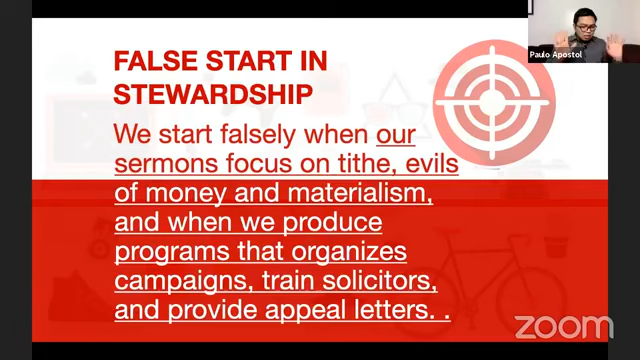 FALSE START IN
STEWARDSHIP
We start falsely when our
sermons focus on tithe, evils
of money and materialism,
and when we produce
programs that organizes
campaigns, train solicitors,
and provide appeal letters. .
Paulo Apostol
zoom